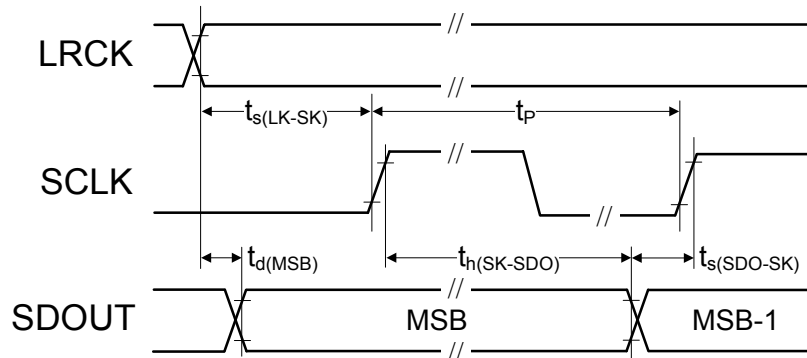 LRCK
//
//
ts(LK-SK) tP
SCLK
//
//
td(MSB) th(SK-SDO) ts(SDO-SK)
SDOUT
//
MSB MSB-1
//